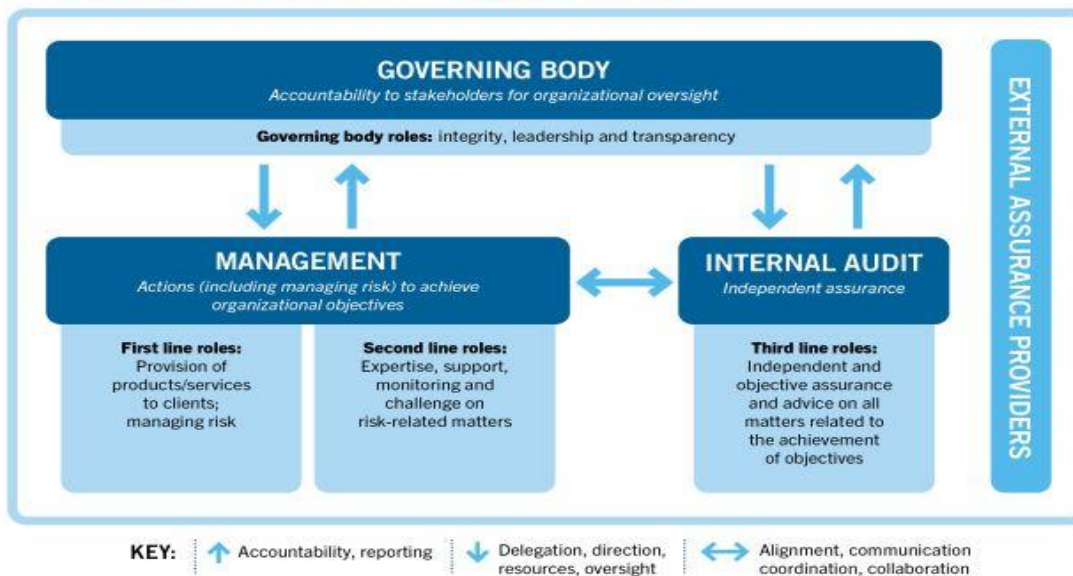 GOVERNING BODY
Accountability to stakeholders for organizational oversight
Governing body roles: integrity, leadership and transparency
MANAGEMENT
Actions (including managing risk) to achieve
organizational objectives
First line roles:
Provision of
products/services
to clients;
managing risk
Second line roles:
Expertise, support,
monitoring and
challenge on
risk-related matters
INTERNAL AUDIT
Independent assurance
Third line roles:
Independent and
objective assurance
and advice on all
matters related to
the achievement
of objectives
EXTERNAL ASSURANCE PROVIDERS
KEY:
Accountability, reporting
Delegation, direction,
resources, oversight
Alignment, communication
coordination, collaboration